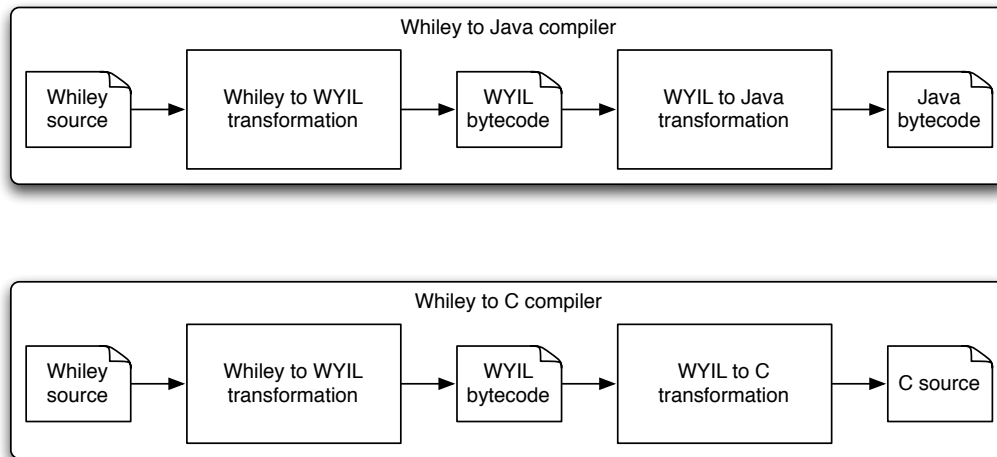 Whiley to Java compiler
Whiley
source
Whiley to WYIL
transformation
WYIL
bytecode
WYIL to Java
transformation
Java
bytecode
Whiley to C compiler
Whiley
source
Whiley to WYIL
transformation
WYIL
bytecode
WYIL to C
transformation
C source